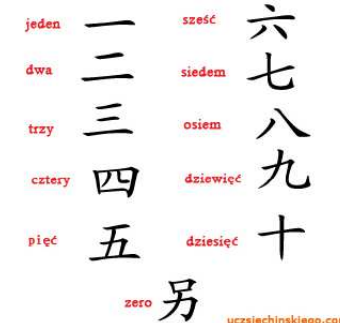 jeden 一 sześć 六
dwa 二 siedem 七
trzy 三 osiem 八
cztery 四 dziewięć 九
pięć 五 dziesięć 十
zero 另
uczsiechinskiego.com